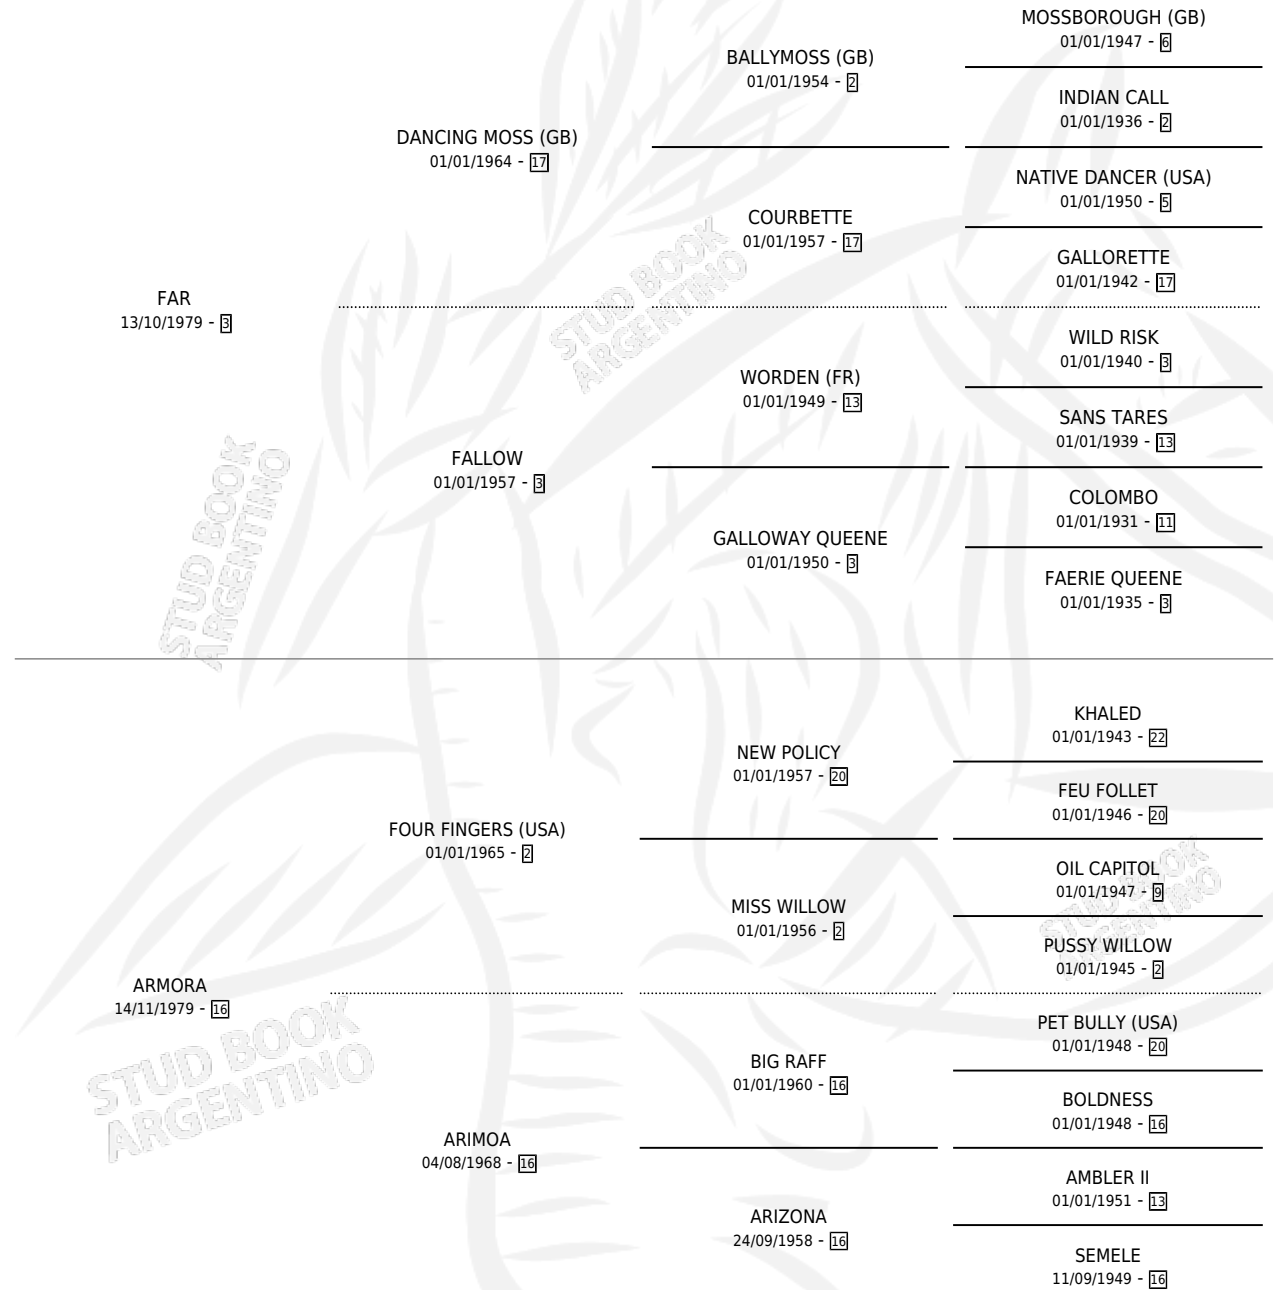 MOSSBOROUGH (GB)
01/01/1947 - 6
BALLYMOSS (GB)
01/01/1954 - 2
INDIAN CALL
01/01/1936 - 2
DANCING MOSS (GB)
01/01/1964 - 17
NATIVE DANCER (USA)
01/01/1950 - 5
COURBETTE
01/01/1957 - 17
GALLORETTE
01/01/1942 - 17
FAR
13/10/1979 - 3
WILD RISK
01/01/1940 - 3
WORDEN (FR)
01/01/1949 - 13
SANS TARES
01/01/1939 - 13
FALLOW
01/01/1957 - 3
COLOMBO
01/01/1931 - 11
GALLOWAY QUEENE
01/01/1950 - 3
FAERIE QUEENE
01/01/1935 - 3
STUD BOOK
ARGENTINO
STUD BOOK
ARGENTINO
KHALED
01/01/1943 - 22
NEW POLICY
01/01/1957 - 20
FEU FOLLET
01/01/1946 - 20
FOUR FINGERS (USA)
01/01/1965 - 2
OIL CAPITOL
01/01/1947 - 9
MISS WILLOW
01/01/1956 - 2
PUSSY WILLOW
01/01/1945 - 2
ARMORA
14/11/1979 - 16
PET BULLY (USA)
01/01/1948 - 20
BIG RAFF
01/01/1960 - 16
BOLDNESS
01/01/1948 - 16
ARIMOA
04/08/1968 - 16
AMBLER II
01/01/1951 - 13
ARIZONA
24/09/1958 - 16
SEMELE
11/09/1949 - 16
STUD BOOK
ARGENTINO
STUD BOOK
ARGENTINO